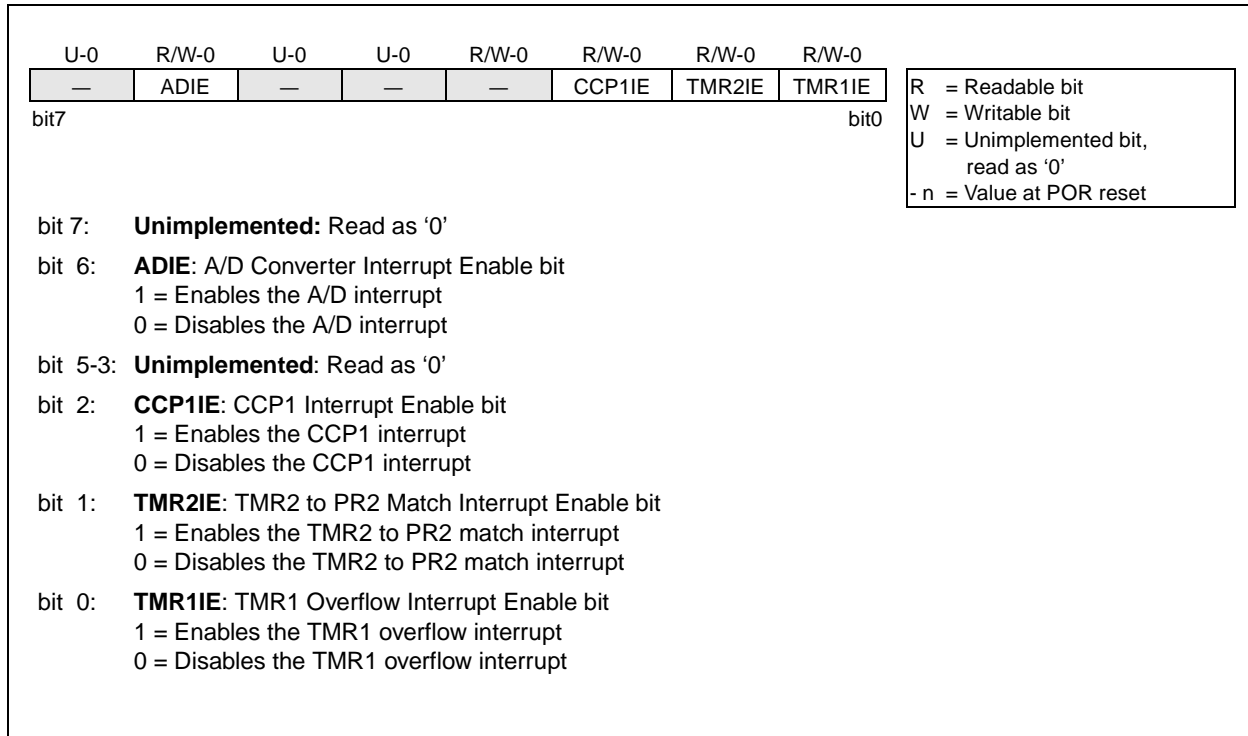 U-0 R/W-0 U-0 U-0 R/W-0 R/W-0 R/W-0 R/W-0
— ADIE — — — CCP1IE TMR2IE TMR1IE
bit7 bit0
R = Readable bit
W = Writable bit
U = Unimplemented bit,
read as ‘0’
- n = Value at POR reset
bit 7: Unimplemented: Read as ‘0’
bit 6: ADIE: A/D Converter Interrupt Enable bit
1 = Enables the A/D interrupt
0 = Disables the A/D interrupt
bit 5-3: Unimplemented: Read as ‘0’
bit 2: CCP1IE: CCP1 Interrupt Enable bit
1 = Enables the CCP1 interrupt
0 = Disables the CCP1 interrupt
bit 1: TMR2IE: TMR2 to PR2 Match Interrupt Enable bit
1 = Enables the TMR2 to PR2 match interrupt
0 = Disables the TMR2 to PR2 match interrupt
bit 0: TMR1IE: TMR1 Overflow Interrupt Enable bit
1 = Enables the TMR1 overflow interrupt
0 = Disables the TMR1 overflow interrupt